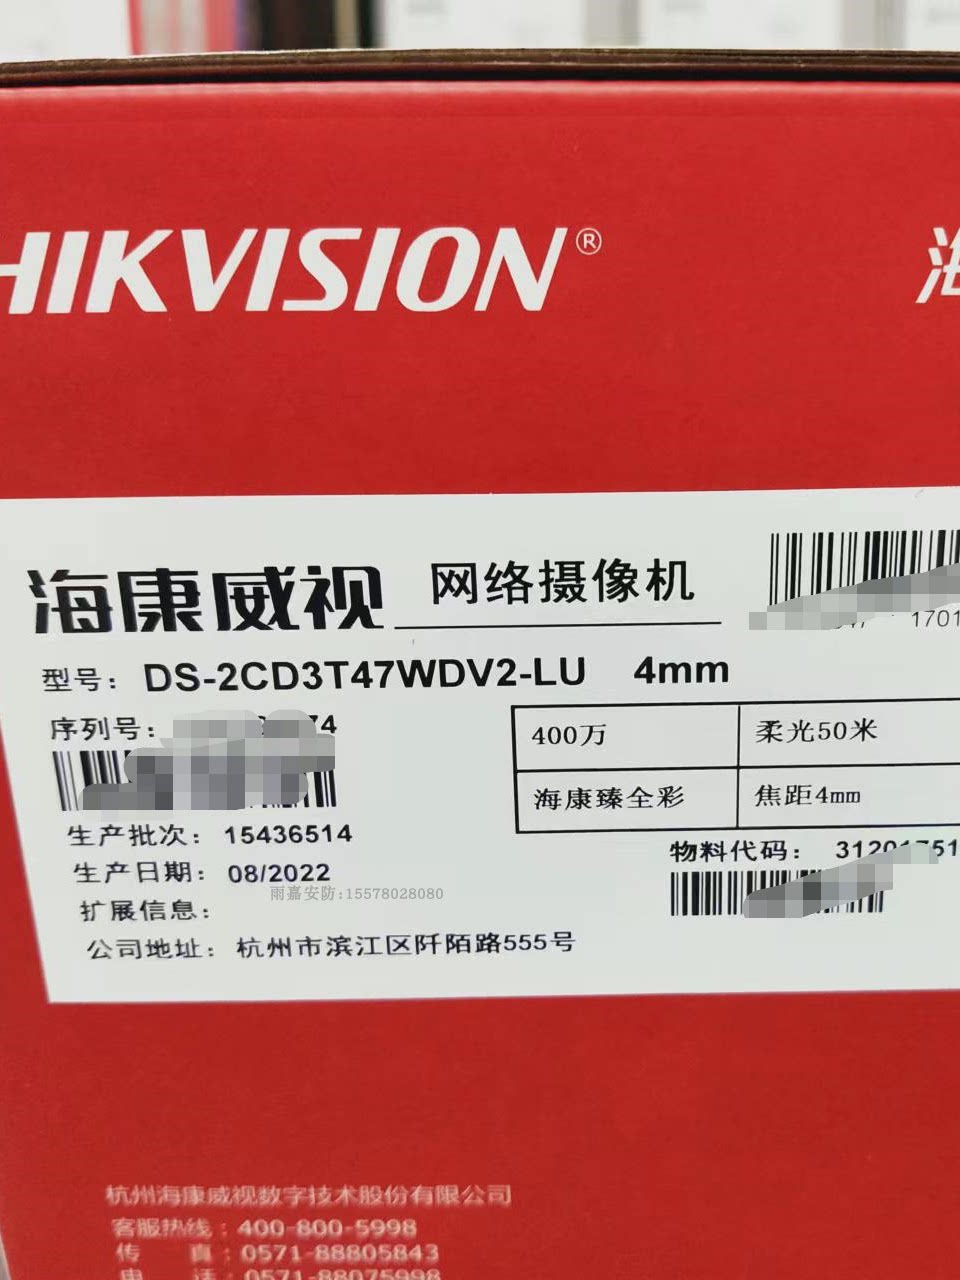 HIKVISION®
海
海康威视 网络摄像机
1701
型号： DS-2CD3T47WDV2-LU 4mm
序列号：
400万 柔光50米
海康臻全彩 焦距4mm
生产批次： 15436514
物料代码：
生产日期： 08/2022
雨嘉安防:15578028080
扩展信息：
公司地址： 杭州市滨江区阡陌路555号
杭州海康威视数字技术股份有限公司
客服热线：400-800-5998
传 真：0571-88805843
电 话：0571-88075998